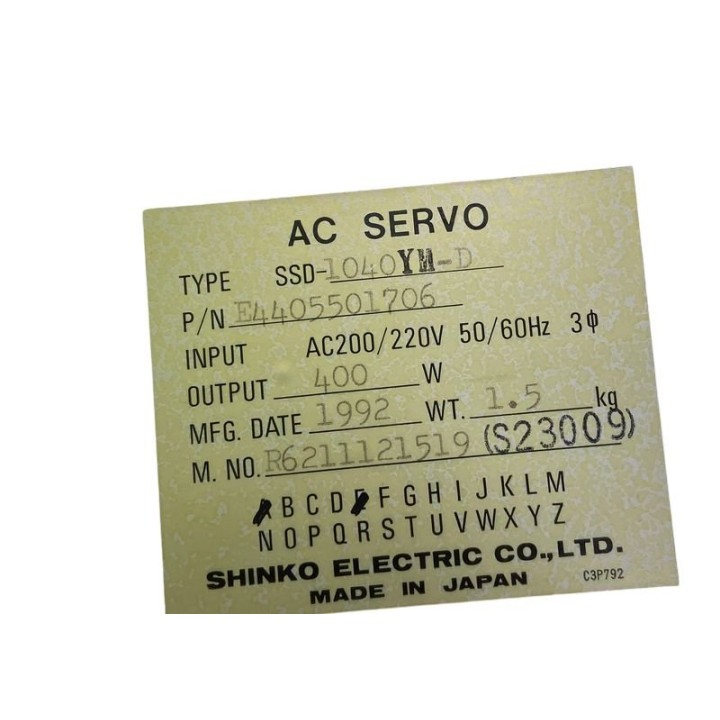 AC SERVO
TYPE SSD-1040YH-D
P/N E4405501706
INPUT AC200/220V 50/60Hz 3ϕ
OUTPUT 400 W
MFG. DATE 1992 WT. 1.5 kg
M. NO. R6211121519 (S23009)
A B C D E F G H I J K L M
N O P Q R S T U V W X Y Z
SHINKO ELECTRIC CO.,LTD.
MADE IN JAPAN C3P792